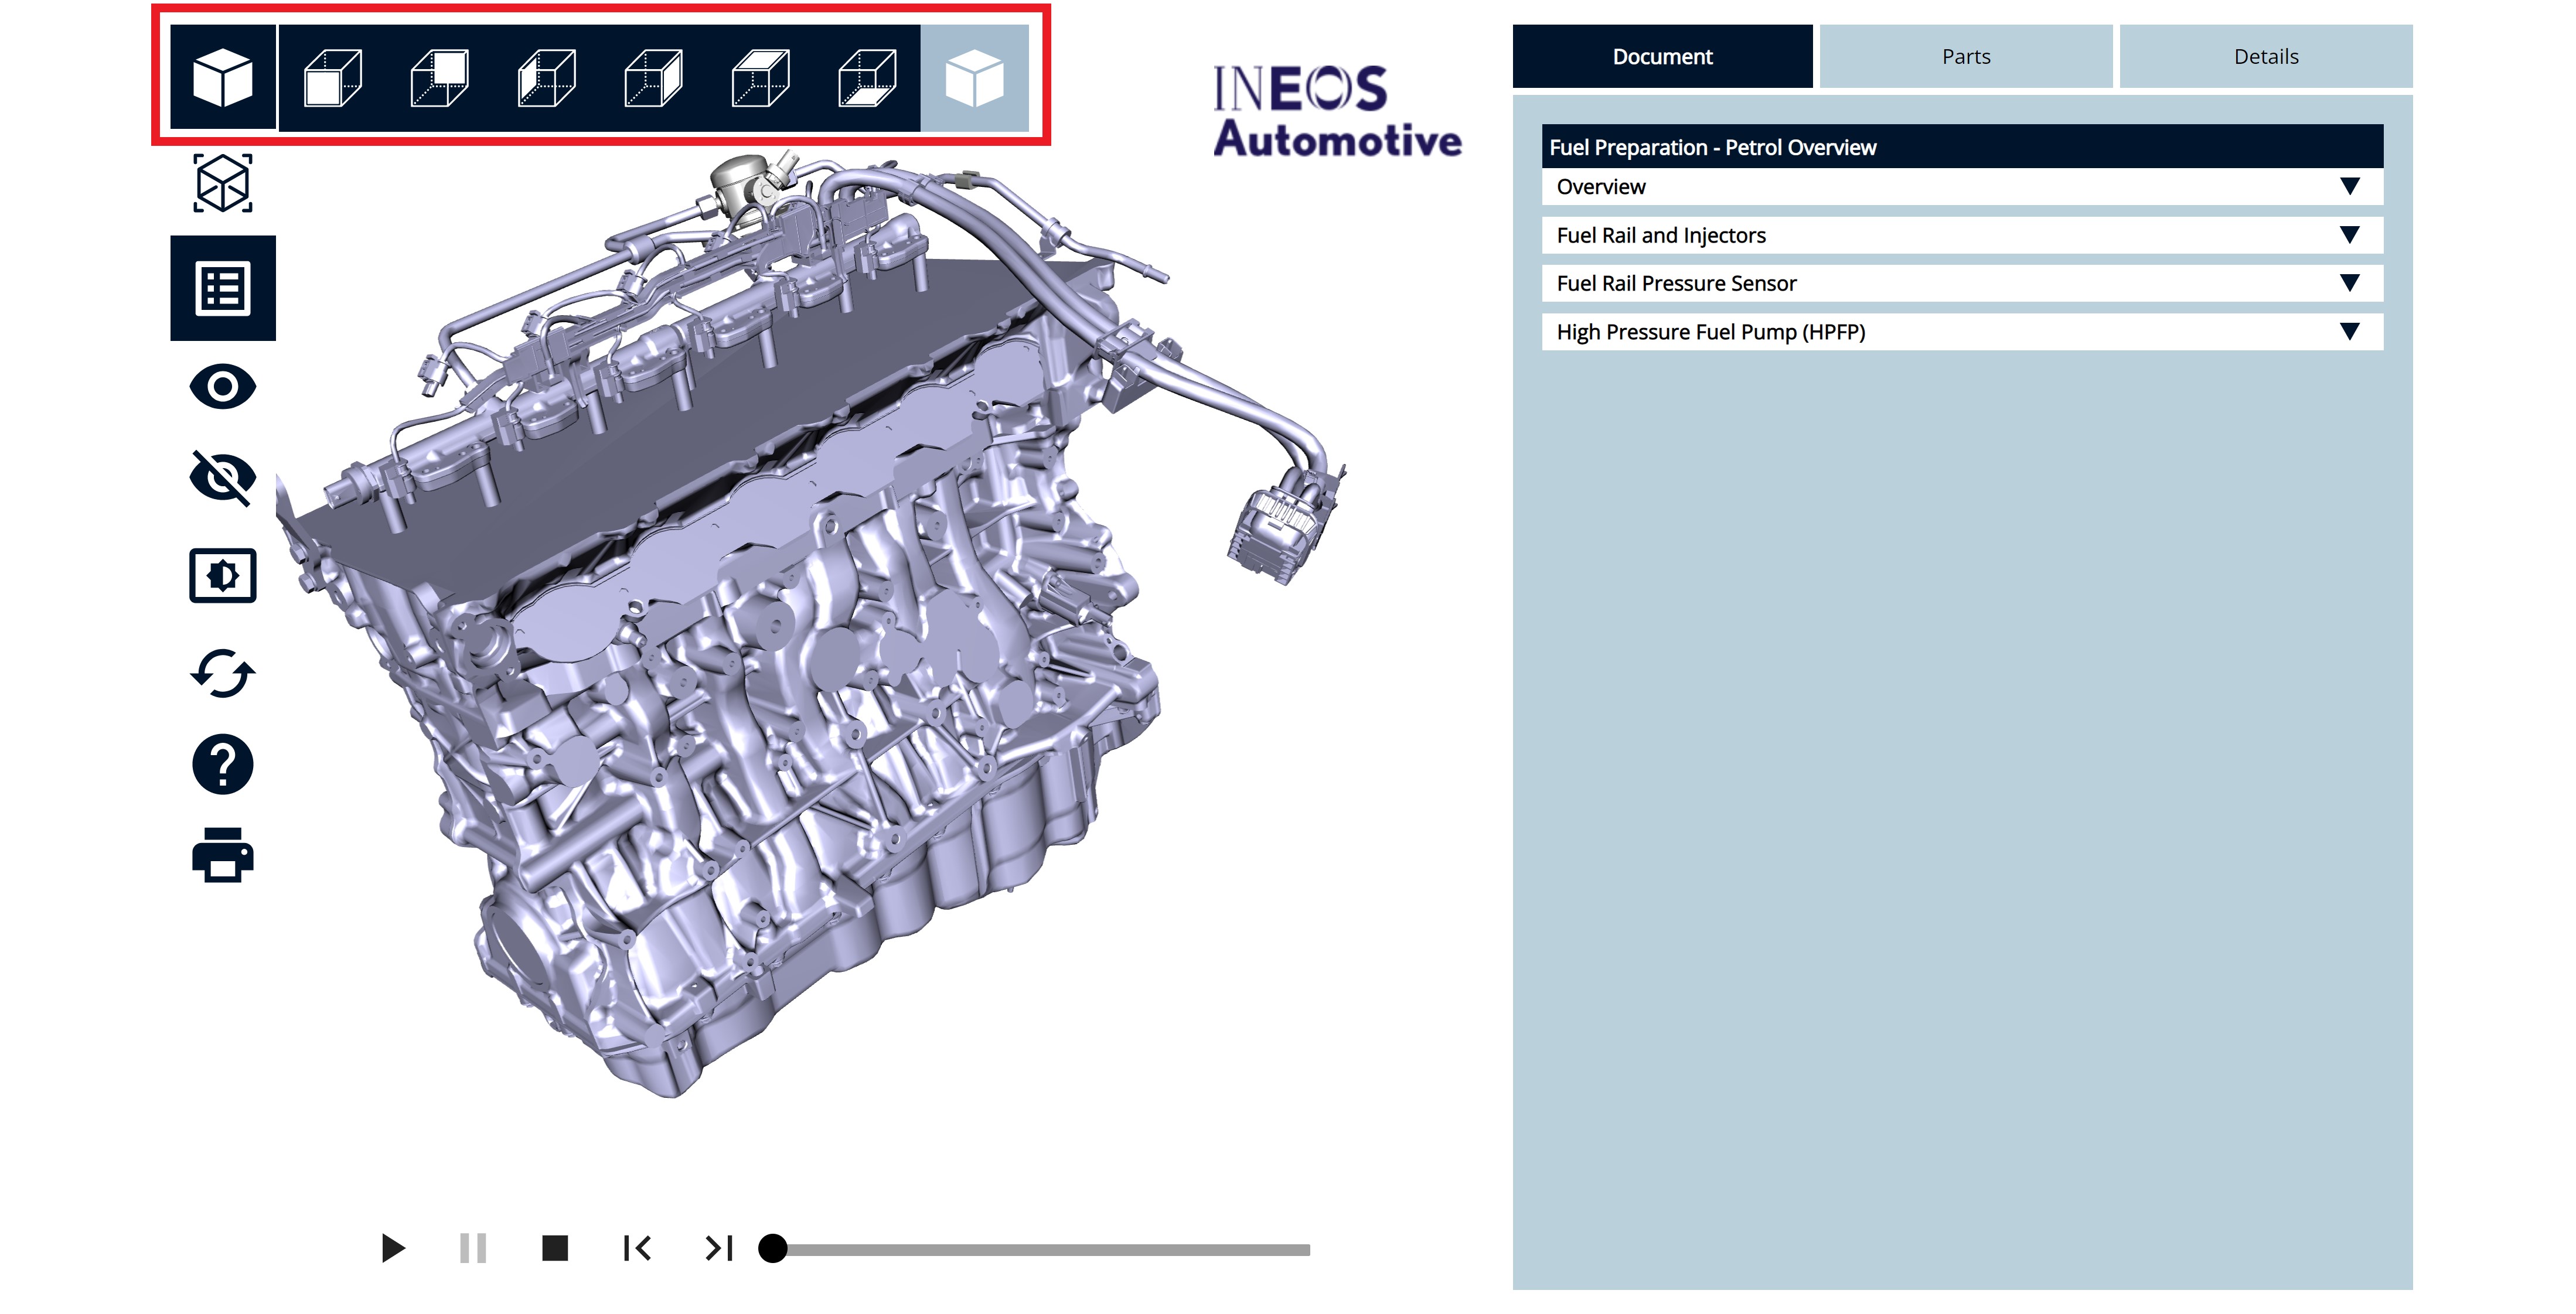 INEOS
Automotive
Document
Parts
Details
Fuel Preparation - Petrol Overview
Overview
Fuel Rail and Injectors
Fuel Rail Pressure Sensor
High Pressure Fuel Pump (HPFP)